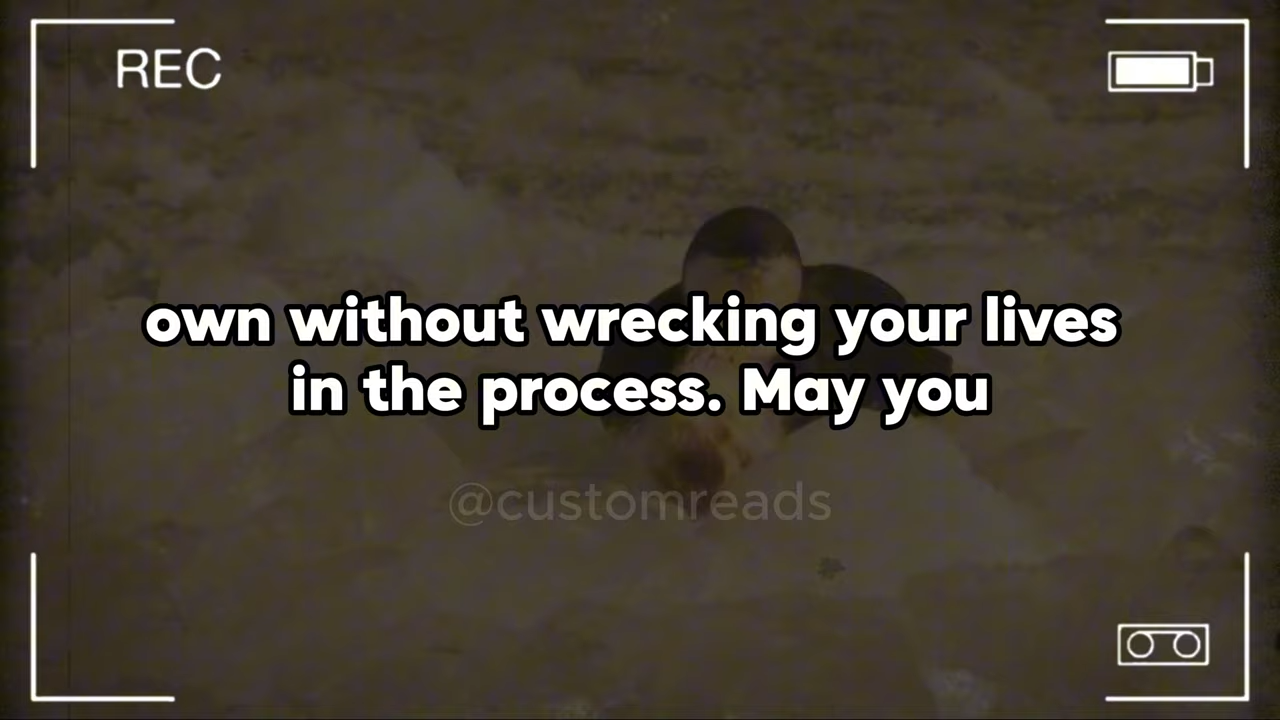 REC
own without wrecking your lives
in the process. May you
@customreads